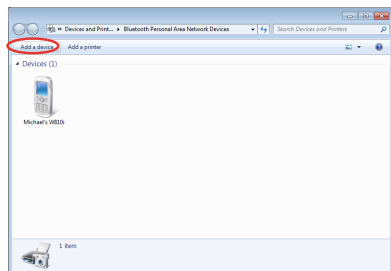 « Devices and Print... ▸ Bluetooth Personal Area Network Devices
Search Devices and Printers
Add a device Add a printer
Devices (1)
Michael's W810i
1 item